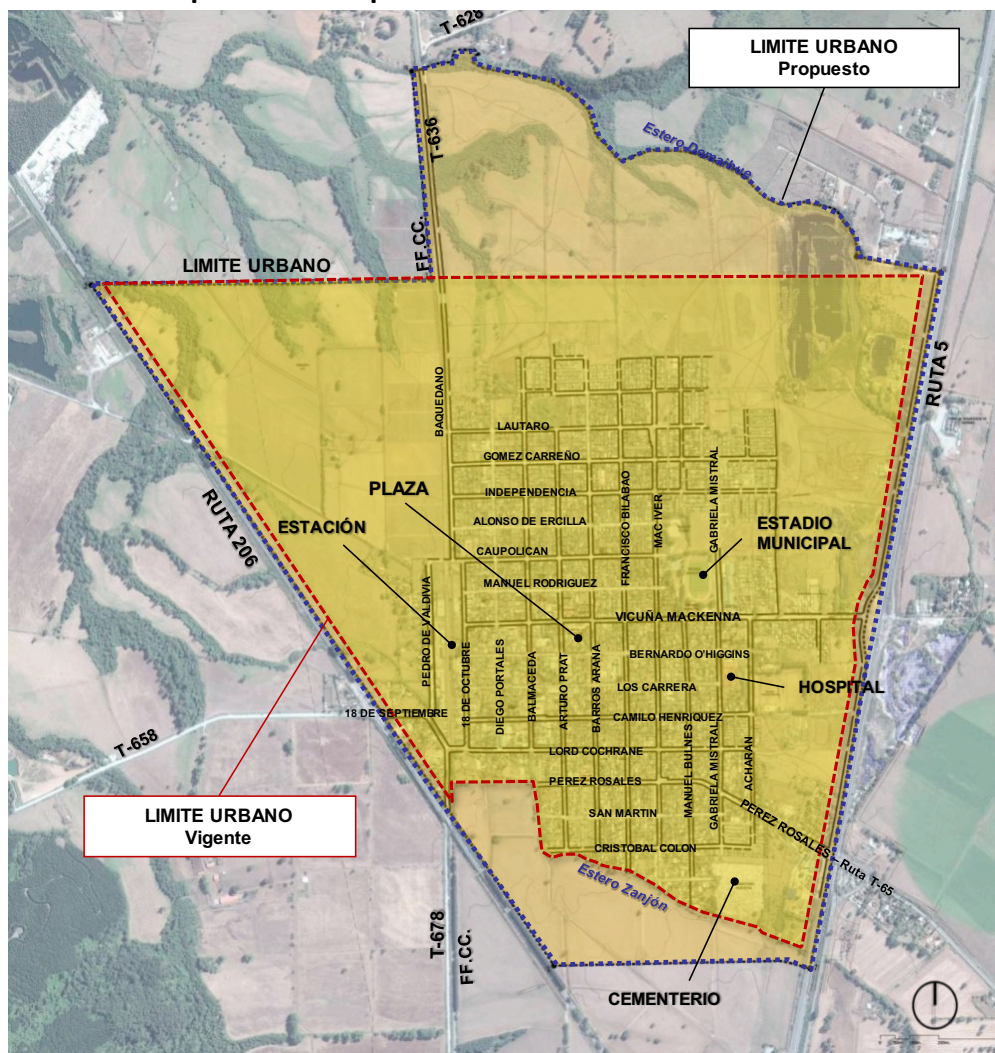 T-628
LIMITE URBANO
Propuesto
T-636
Estero Demaihue
FF.CC.
LIMITE URBANO
RUTA 5
BAQUEDANO
LAUTARO
GOMEZ CARREÑO
PLAZA
INDEPENDENCIA
FRANCISCO BILABAO
MAC IVER
GABRIELA MISTRAL
ESTACIÓN
ALONSO DE ERCILLA
ESTADIO
MUNICIPAL
RUTA 206
CAUPOLICAN
MANUEL RODRIGUEZ
PEDRO DE VALDIVIA
VICUÑA MACKENNA
18 DE OCTUBRE
DIEGO PORTALES
BALMACEDA
ARTURO PRAT
BARROS ARANA
BERNARDO O'HIGGINS
LOS CARRERA
HOSPITAL
18 DE SEPTIEMBRE
CAMILO HENRIQUEZ
T-658
LORD COCHRANE
MANUEL BULNES
GABRIELA MISTRAL
ACHARAN
PEREZ ROSALES
LIMITE URBANO
Vigente
SAN MARTIN
PEREZ ROSALES – Ruta T-65
CRISTOBAL COLON
Estero Zanjón
T-678
FF.CC.
CEMENTERIO